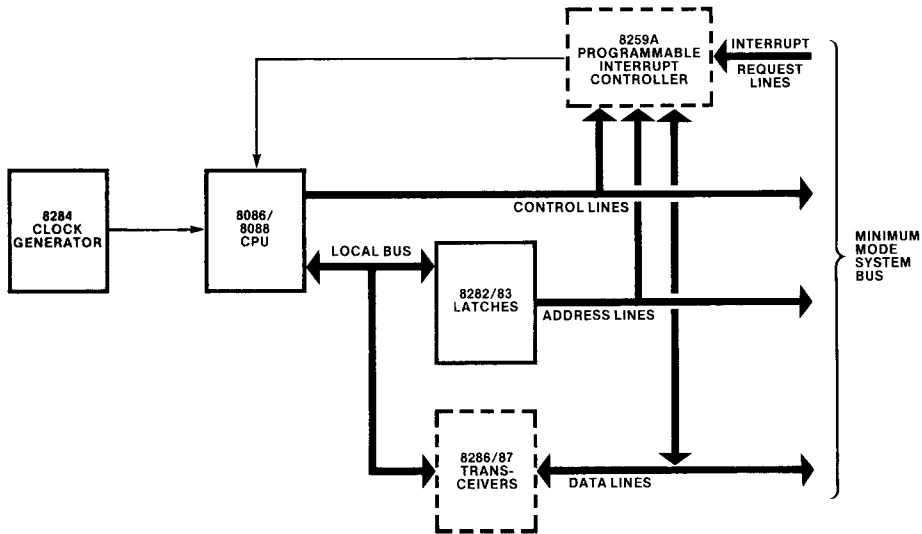 8259A
PROGRAMMABLE
INTERRUPT
CONTROLLER
INTERRUPT
REQUEST
LINES
8284
CLOCK
GENERATOR
8086/
8088
CPU
CONTROL LINES
LOCAL BUS
8282/83
LATCHES
ADDRESS LINES
MINIMUM
MODE
SYSTEM
BUS
8286/87
TRANS-
CEIVERS
DATA LINES